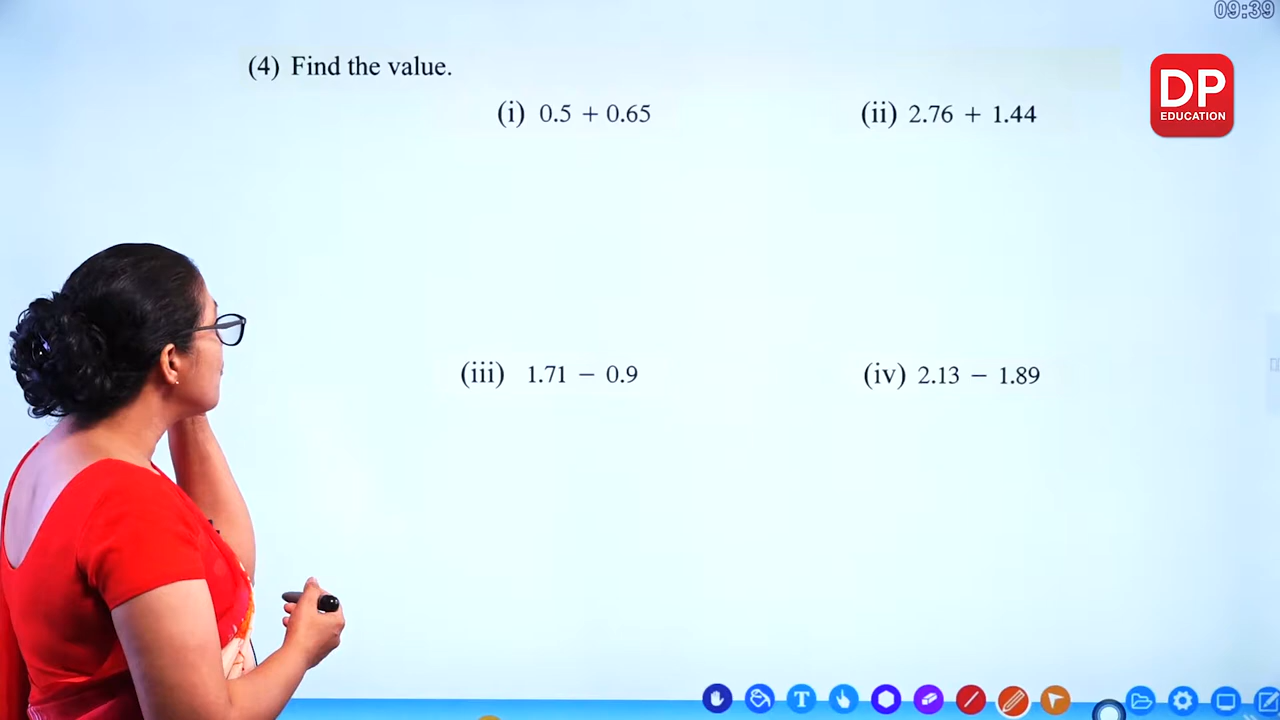 09:39
(4) Find the value.
DP
EDUCATION
(i) 0.5 + 0.65
(ii) 2.76 + 1.44
(iii) 1.71 − 0.9
(iv) 2.13 − 1.89
T